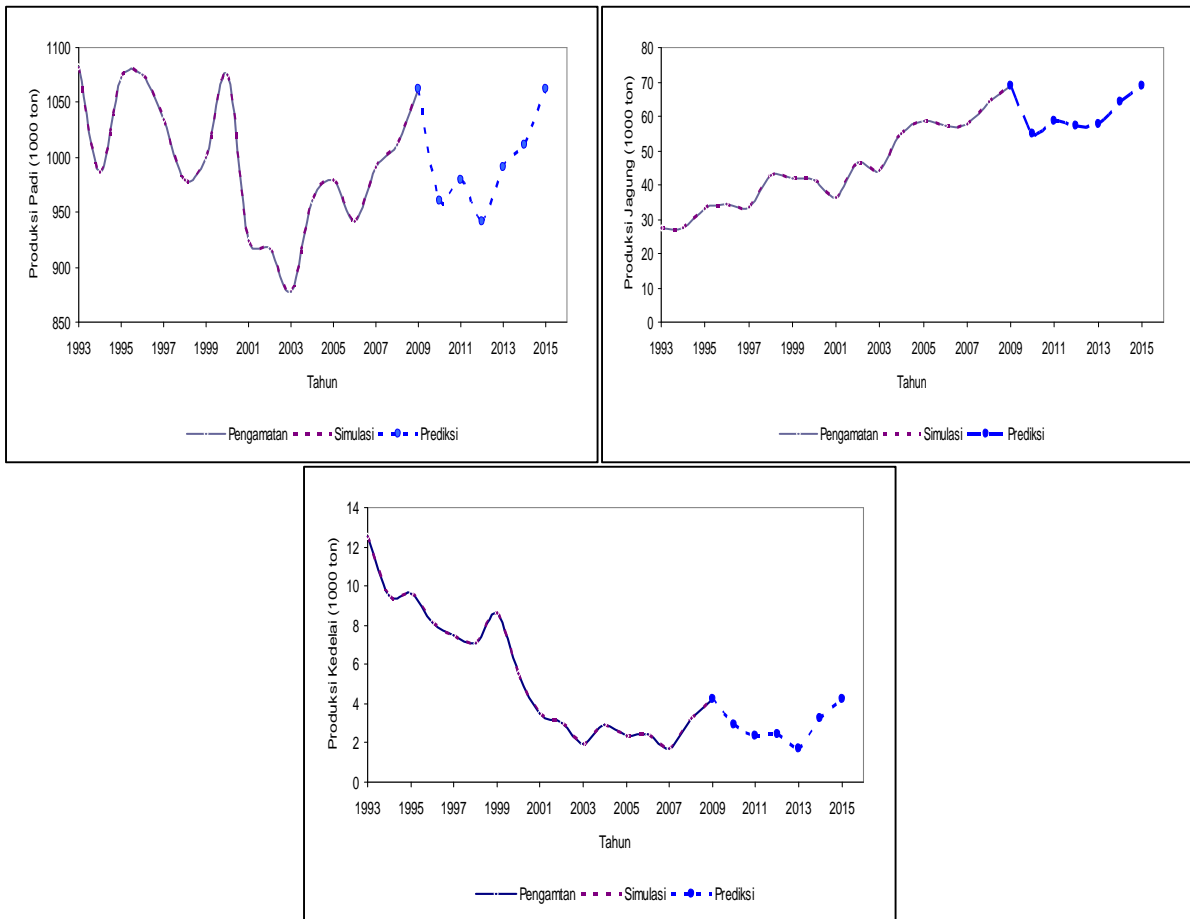 Produksi Padi (1000 ton)
1100
1050
1000
950
900
850
1993 1995 1997 1999 2001 2003 2005 2007 2009 2011 2013 2015
Tahun
Pengamatan Simulasi Prediksi
Produksi Jagung (1000 ton)
80
70
60
50
40
30
20
10
0
1993 1995 1997 1999 2001 2003 2005 2007 2009 2011 2013 2015
Tahun
Pengamatan Simulasi Prediksi
Produksi Kedelai (1000 ton)
14
12
10
8
6
4
2
0
1993 1995 1997 1999 2001 2003 2005 2007 2009 2011 2013 2015
Tahun
Pengamtan Simulasi Prediksi